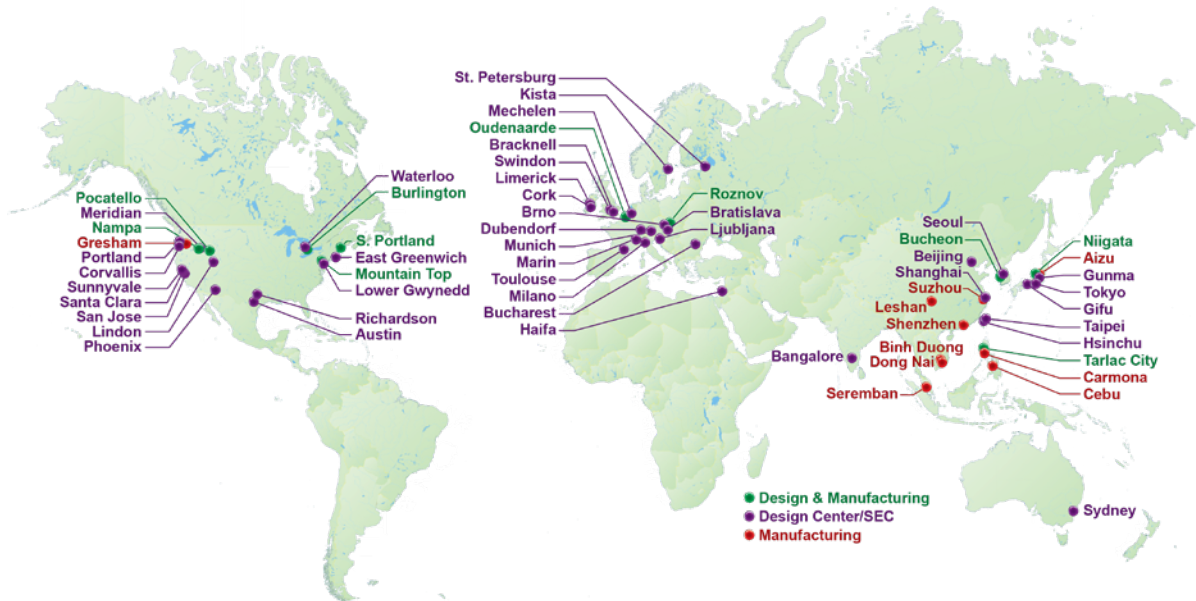 Pocatello
Meridian
Nampa
Gresham
Portland
Corvallis
Sunnyvale
Santa Clara
San Jose
Lindon
Phoenix
Waterloo
Burlington
S. Portland
East Greenwich
Mountain Top
Lower Gwynedd
Richardson
Austin
St. Petersburg
Kista
Mechelen
Oudenaarde
Bracknell
Swindon
Limerick
Cork
Brno
Dubendorf
Munich
Marin
Toulouse
Milano
Bucharest
Haifa
Roznov
Bratislava
Ljubljana
Seoul
Bucheon
Beijing
Shanghai
Suzhou
Leshan
Shenzhen
Binh Duong
Dong Nai
Bangalore
Seremban
Niigata
Aizu
Gunma
Tokyo
Gifu
Taipei
Hsinchu
Tarlac City
Carmona
Cebu
Sydney
Design & Manufacturing
Design Center/SEC
Manufacturing